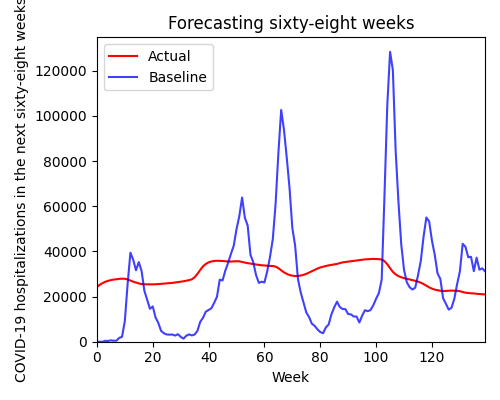 Forecasting sixty-eight weeks
COVID-19 hospitalizations in the next sixty-eight weeks
Actual
Baseline
120000
100000
80000
60000
40000
20000
0
0 20 40 60 80 100 120
Week